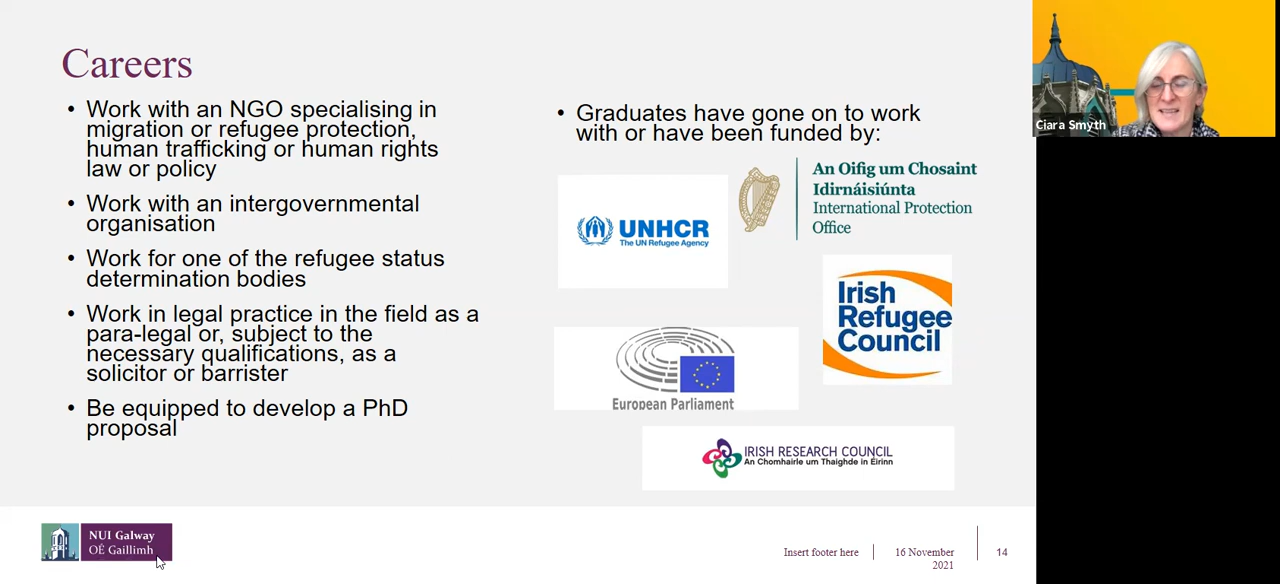 Careers
• Work with an NGO specialising in
migration or refugee protection,
human trafficking or human rights
law or policy
• Work with an intergovernmental
organisation
• Work for one of the refugee status
determination bodies
• Work in legal practice in the field as a
para-legal or, subject to the
necessary qualifications, as a
solicitor or barrister
• Be equipped to develop a PhD
proposal
• Graduates have gone on to work
with or have been funded by:
UNHCR
The UN Refugee Agency
An Oifig um Chosaint
Idirnáisiúnta
International Protection
Office
Irish
Refugee
Council
European Parliament
IRISH RESEARCH COUNCIL
An Chomhairle um Thaighde in Éirinn
NUI Galway
OÉ Gaillimh
Insert footer here
16 November
2021
14
Ciara Smyth